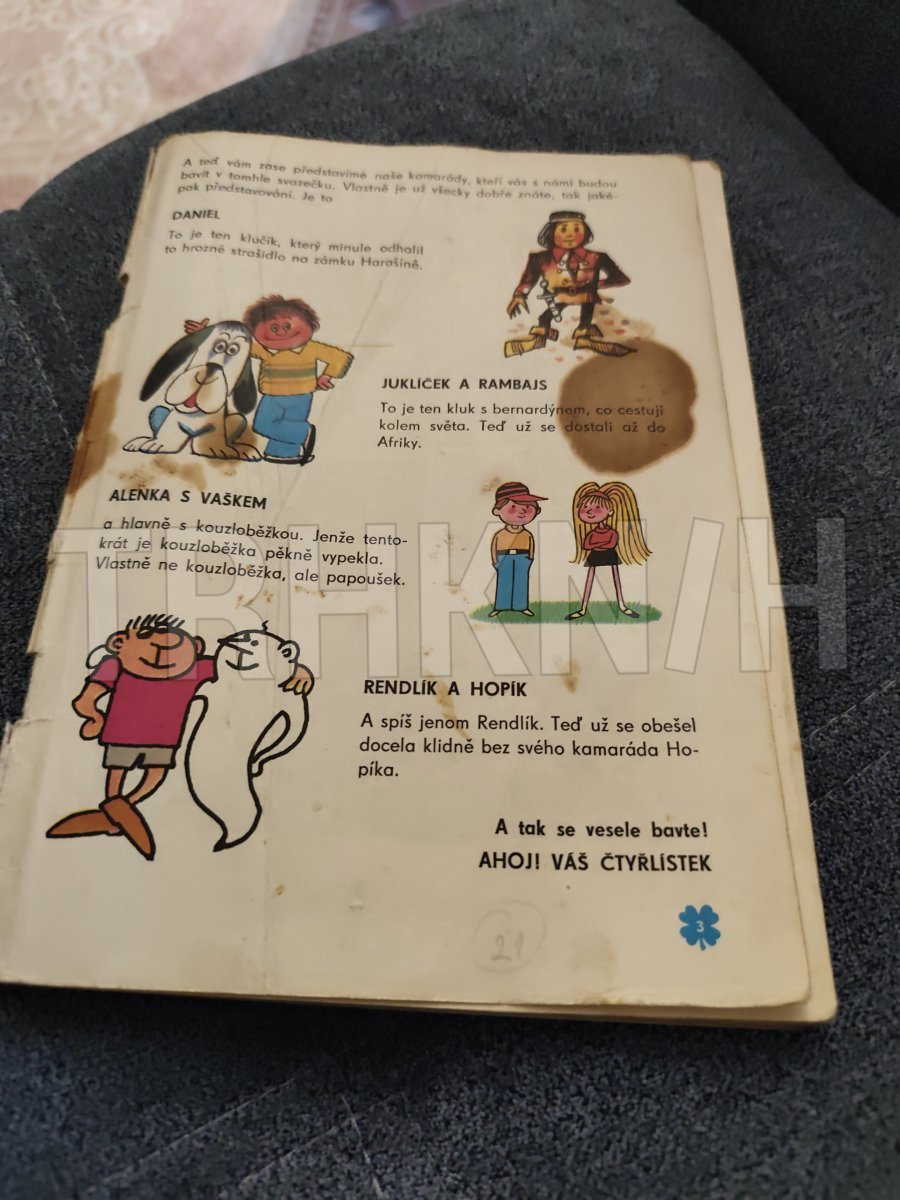 A teď vám zase představíme naše kamarády, kteří vás s námi budou
bavit v tomhle svazečku. Vlastně je už všecky dobře znáte, tak jaké-
pak představování. Je to
DANIEL
To je ten klučík, který minule odhalil
to hrozné strašidlo na zámku Harašíně.
JUKLÍČEK A RAMBAJS
To je ten kluk s bernardýnem, co cestují
kolem světa. Teď už se dostali až do
Afriky.
ALENKA S VAŠKEM
a hlavně s kouzloběžkou. Jenže tento-
krát je kouzloběžka pěkně vypekla.
Vlastně ne kouzloběžka, ale papoušek.
TRHKN/H
RENDLÍK A HOPÍK
A spíš jenom Rendlík. Teď už se obešel
docela klidně bez svého kamaráda Ho-
píka.
A tak se vesele bavte!
AHOJ! VÁŠ ČTYŘLÍSTEK
3
21